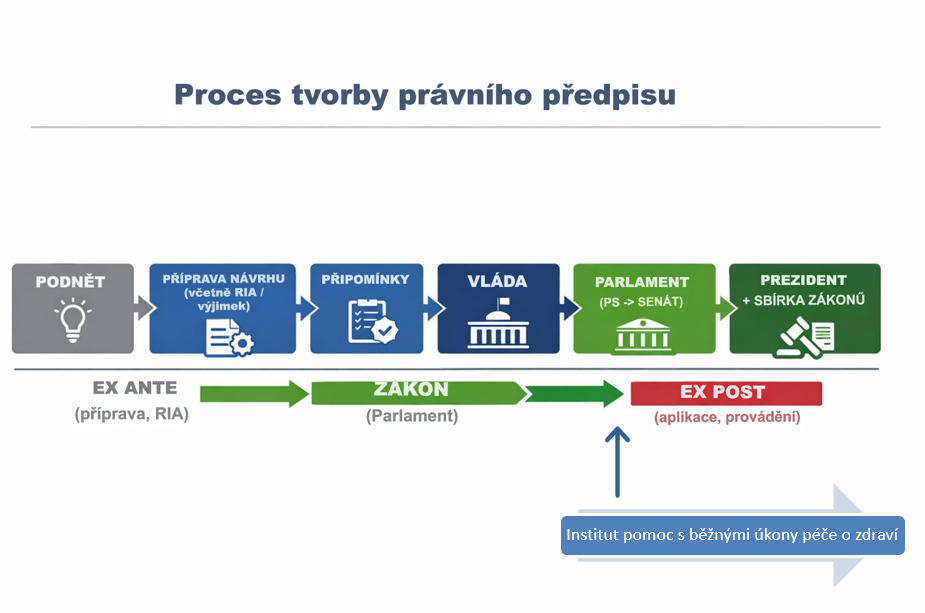 Proces tvorby právního předpisu
PODNĚT
PŘÍPRAVA NÁVRHU
(včetně RIA /
výjimek)
PŘIPOMÍNKY
VLÁDA
PARLAMENT
(PS -> SENÁT)
PREZIDENT
+ SBÍRKA ZÁKONŮ
EX ANTE
(příprava, RIA)
ZÁKON
(Parlament)
EX POST
(aplikace, provádění)
Institut pomoc s běžnými úkony péče o zdraví